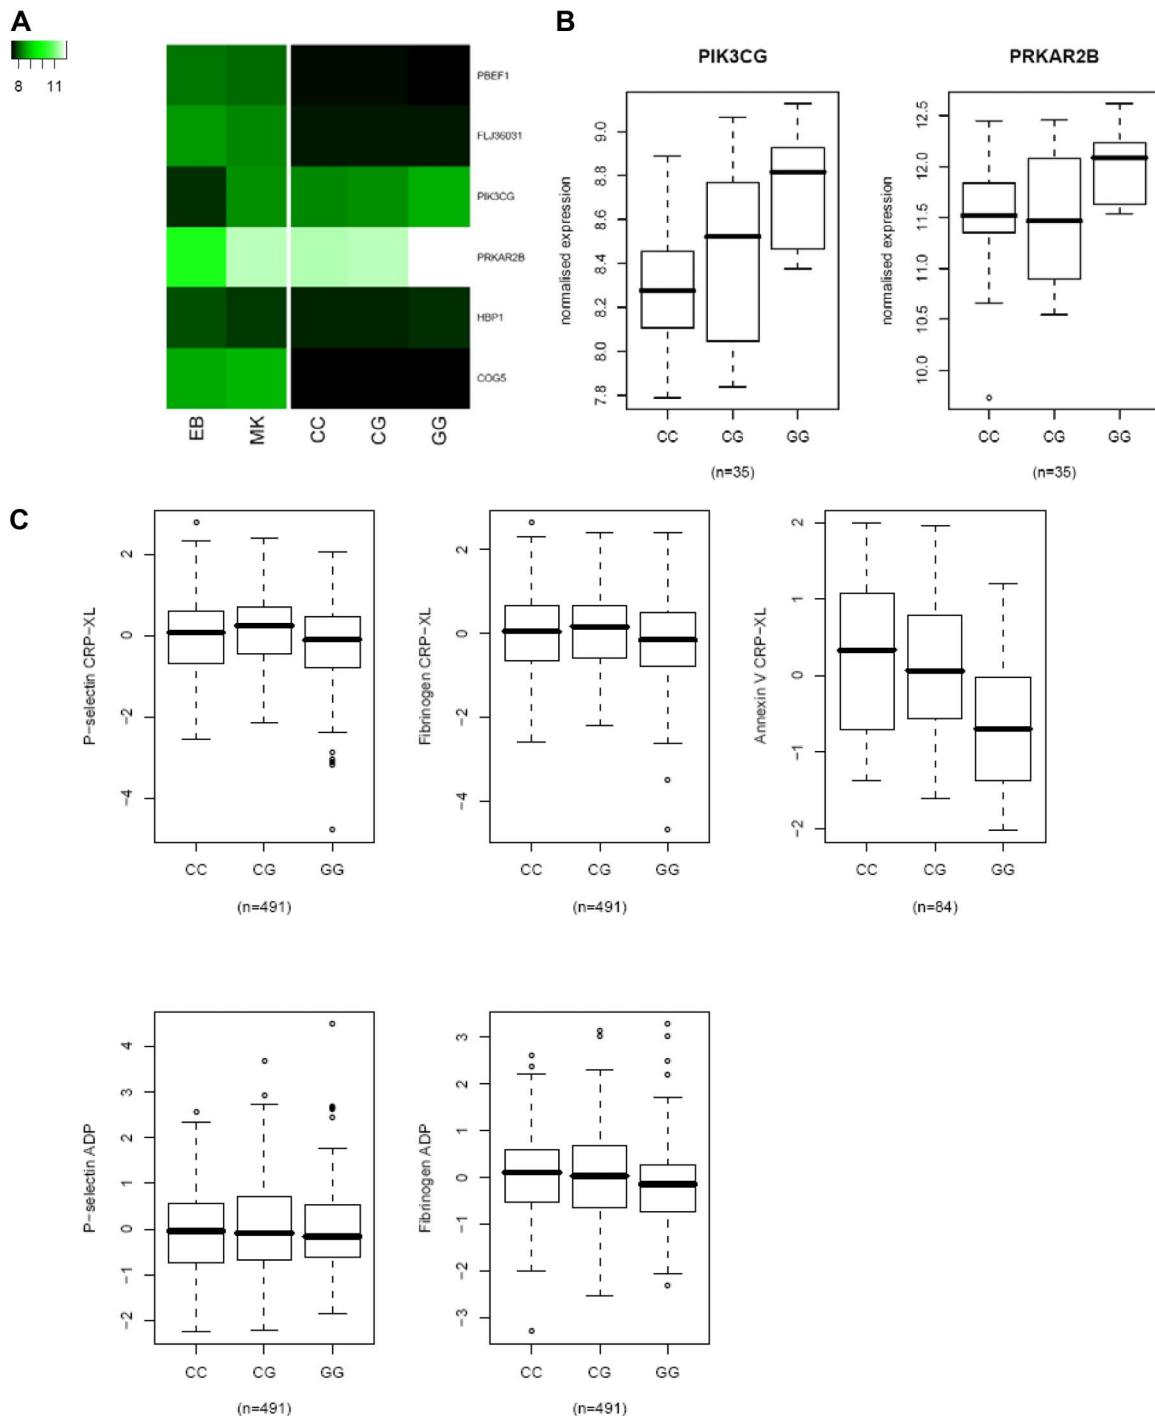 A
8 11
PBEF1
FLJ36031
PIK3CG
PRKAR2B
HBP1
COG5
EB MK CC CG GG
B
PIK3CG
normalised expression
9.0
8.8
8.6
8.4
8.2
8.0
7.8
CC CG GG
(n=35)
PRKAR2B
normalised expression
12.5
12.0
11.5
11.0
10.5
10.0
CC CG GG
(n=35)
C
P-selectin CRP-XL
2
0
-2
-4
CC CG GG
(n=491)
Fibrinogen CRP-XL
2
0
-2
-4
CC CG GG
(n=491)
Annexin V CRP-XL
2
1
0
-1
-2
CC CG GG
(n=84)
P-selectin ADP
4
3
2
1
0
-1
-2
CC CG GG
(n=491)
Fibrinogen ADP
3
2
1
0
-1
-2
-3
CC CG GG
(n=491)